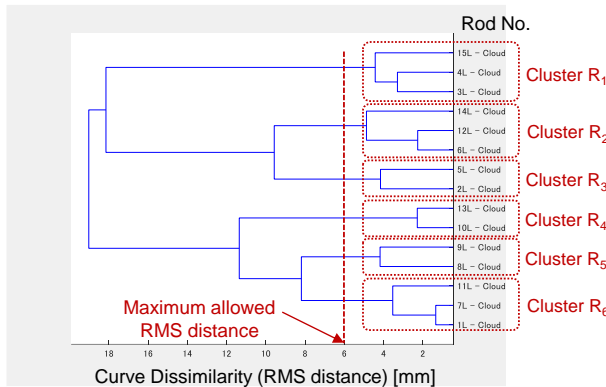 Rod No.
15L - Cloud
4L - Cloud
3L - Cloud
Cluster R1
14L - Cloud
12L - Cloud
6L - Cloud
Cluster R2
5L - Cloud
2L - Cloud
Cluster R3
13L - Cloud
10L - Cloud
Cluster R4
9L - Cloud
8L - Cloud
Cluster R5
11L - Cloud
7L - Cloud
1L - Cloud
Cluster R6
Maximum allowed
RMS distance
18 16 14 12 10 8 6 4 2
Curve Dissimilarity (RMS distance) [mm]